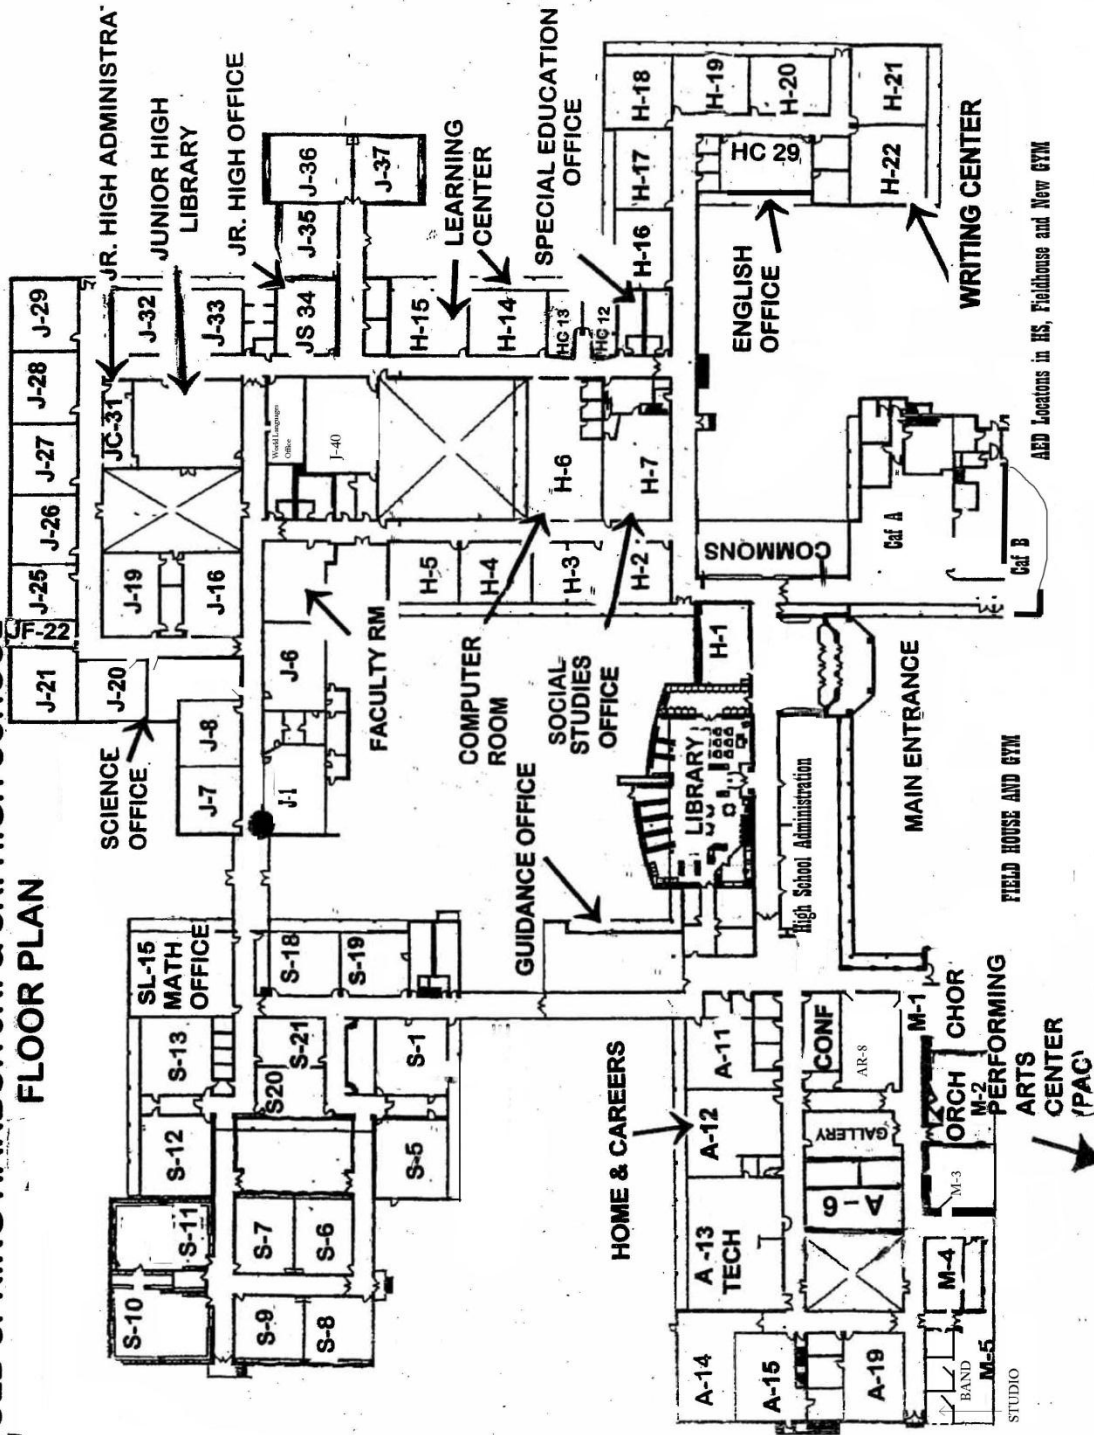 FLOOR PLAN
JR. HIGH ADMINISTRA
JUNIOR HIGH
LIBRARY
JR. HIGH OFFICE
LEARNING
CENTER
SPECIAL EDUCATION
OFFICE
J-29
J-28
J-27
J-26
J-25
JF-22
J-21
J-20
SCIENCE
OFFICE
JC-31
J-32
J-33
J-19
J-16
J-8
J-7
J-6
J-1
FACULTY RM
JS 34
J-35
J-36
J-37
World Languages
Office
J-40
H-15
H-14
HC 13
HC 12
H-16
H-17
H-18
H-19
H-20
H-21
H-22
HC 29
ENGLISH
OFFICE
WRITING CENTER
H-5
H-4
H-3
H-2
H-6
H-7
COMPUTER
ROOM
SOCIAL
STUDIES
OFFICE
H-1
LIBRARY
GUIDANCE OFFICE
COMMONS
Caf A
Caf B
AED Locatons in HS, Fieldhouse and New GYM
MAIN ENTRANCE
High School Administration
FIELD HOUSE AND GYM
SL-15
MATH
OFFICE
S-18
S-19
S-13
S-21
S20
S-1
S-12
S-5
S-11
S-10
S-7
S-6
S-9
S-8
HOME & CAREERS
A-11
A-12
A-13
TECH
A-14
A-15
A-19
CONF
AR-8
GALLERY
A-6
M-1
CHOR
ORCH
M-2
PERFORMING
ARTS
CENTER
(PAC)
M-3
M-4
M-5
BAND
STUDIO